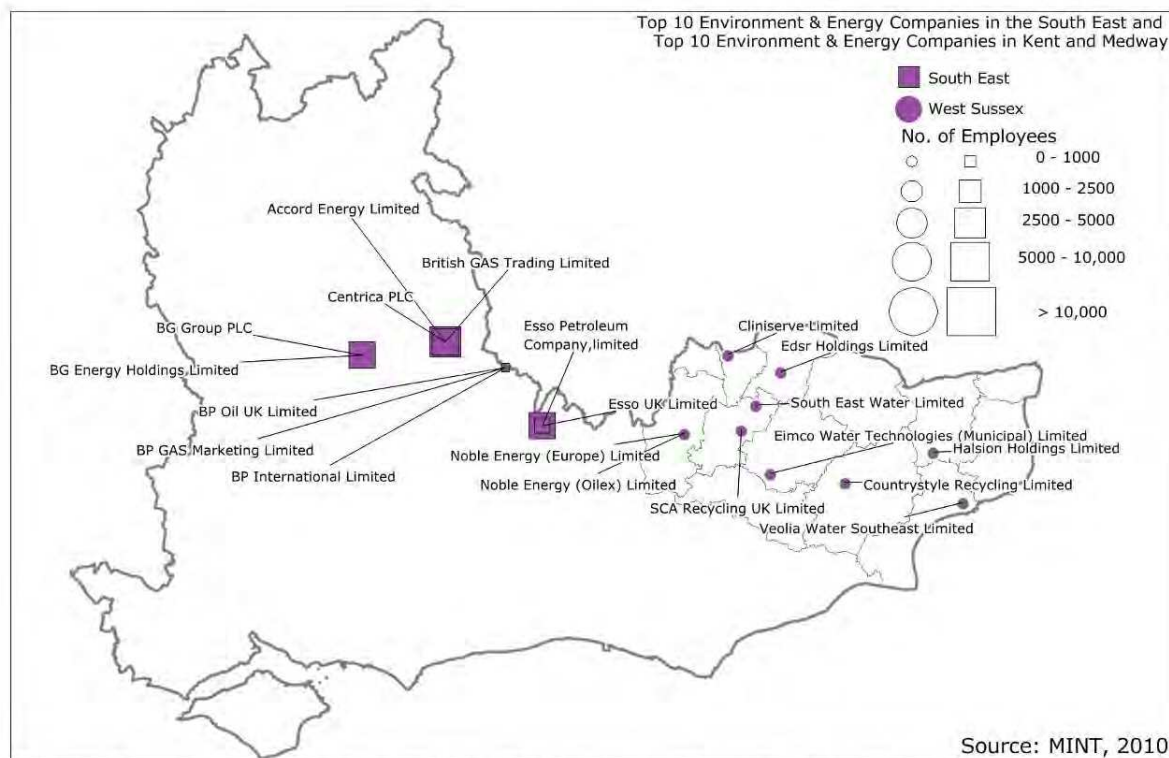 Top 10 Environment & Energy Companies in the South East and
Top 10 Environment & Energy Companies in Kent and Medway
South East
West Sussex
No. of Employees
0 - 1000
1000 - 2500
2500 - 5000
5000 - 10,000
> 10,000
Accord Energy Limited
British GAS Trading Limited
Centrica PLC
BG Group PLC
BG Energy Holdings,Limited
Esso Petroleum
Company,limited
Cliniserve Limited
Edsr Holdings Limited
BP Oil UK Limited
Esso UK Limited
South East Water Limited
BP GAS Marketing Limited
Eimco Water Technologies (Municipal) Limited
Halsion Holdings Limited
Noble Energy (Europe) Limited
BP International Limited
Noble Energy (Oilex) Limited
Countrystyle Recycling Limited
SCA Recycling UK Limited
Veolia Water Southeast Limited
Source: MINT, 2010